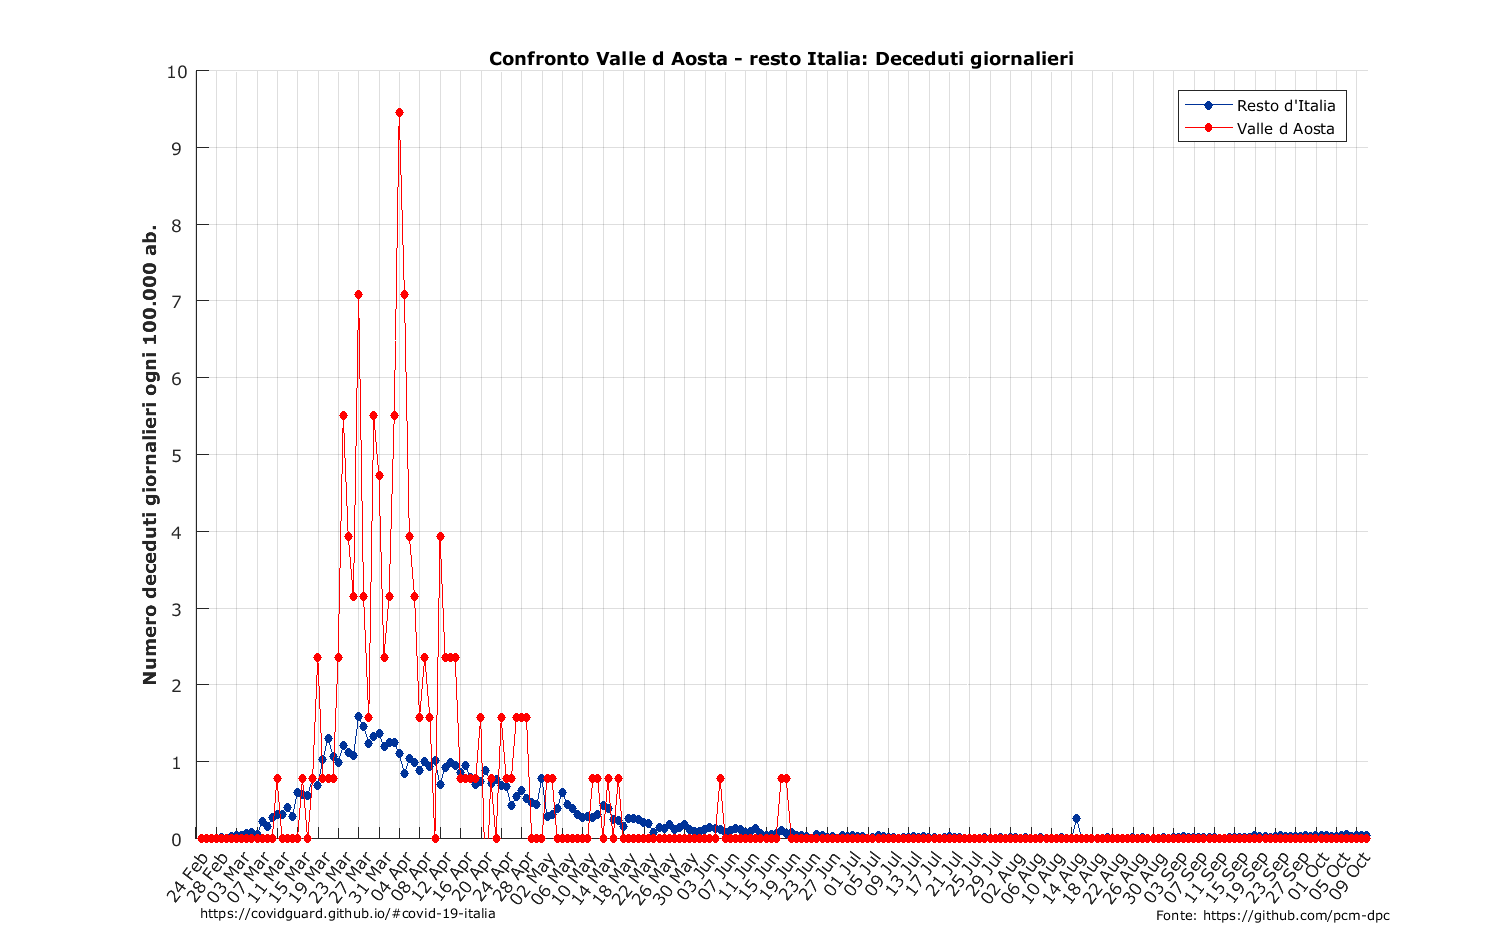 Confronto Valle d Aosta - resto Italia: Deceduti giornalieri
Resto d'Italia
Valle d Aosta
Numero deceduti giornalieri ogni 100.000 ab.
10
9
8
7
6
5
4
3
2
1
0
24 Feb
28 Feb
03 Mar
07 Mar
11 Mar
15 Mar
19 Mar
23 Mar
27 Mar
31 Mar
04 Apr
08 Apr
12 Apr
16 Apr
20 Apr
24 Apr
28 Apr
02 May
06 May
10 May
14 May
18 May
22 May
26 May
30 May
03 Jun
07 Jun
11 Jun
15 Jun
19 Jun
23 Jun
27 Jun
01 Jul
05 Jul
09 Jul
13 Jul
17 Jul
21 Jul
25 Jul
29 Jul
02 Aug
06 Aug
10 Aug
14 Aug
18 Aug
22 Aug
26 Aug
30 Aug
03 Sep
07 Sep
11 Sep
15 Sep
19 Sep
23 Sep
27 Sep
01 Oct
05 Oct
09 Oct
https://covidguard.github.io/#covid-19-italia
Fonte: https://github.com/pcm-dpc